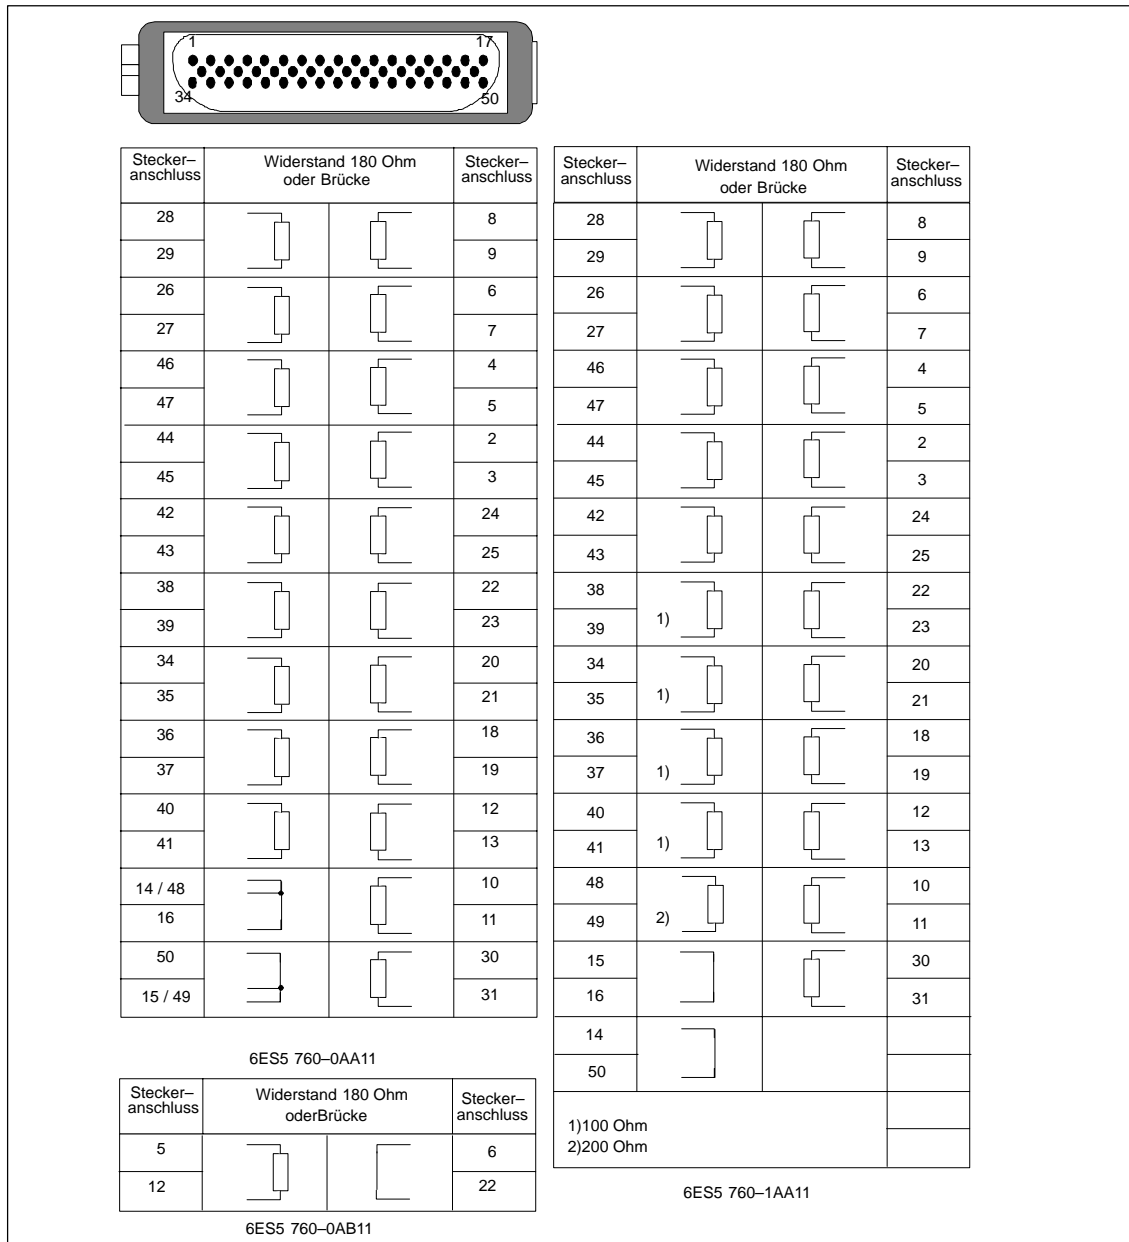 1 17
34 50
Stecker–
anschluss
Widerstand 180 Ohm
oder Brücke
Stecker–
anschluss
28 8
29 9
26 6
27 7
46 4
47 5
44 2
45 3
42 24
43 25
38 22
39 23
34 20
35 21
36 18
37 19
40 12
41 13
14 / 48 10
16 11
50 30
15 / 49 31
6ES5 760–0AA11
Stecker–
anschluss
Widerstand 180 Ohm
oderBrücke
Stecker–
anschluss
5 6
12 22
6ES5 760–0AB11
Stecker–
anschluss
Widerstand 180 Ohm
oder Brücke
Stecker–
anschluss
28 8
29 9
26 6
27 7
46 4
47 5
44 2
45 3
42 24
43 25
38 22
39 1) 23
34 20
35 1) 21
36 18
37 1) 19
40 12
41 1) 13
48 10
49 2) 11
15 30
16 31
14
50
1)100 Ohm
2)200 Ohm
6ES5 760–1AA11